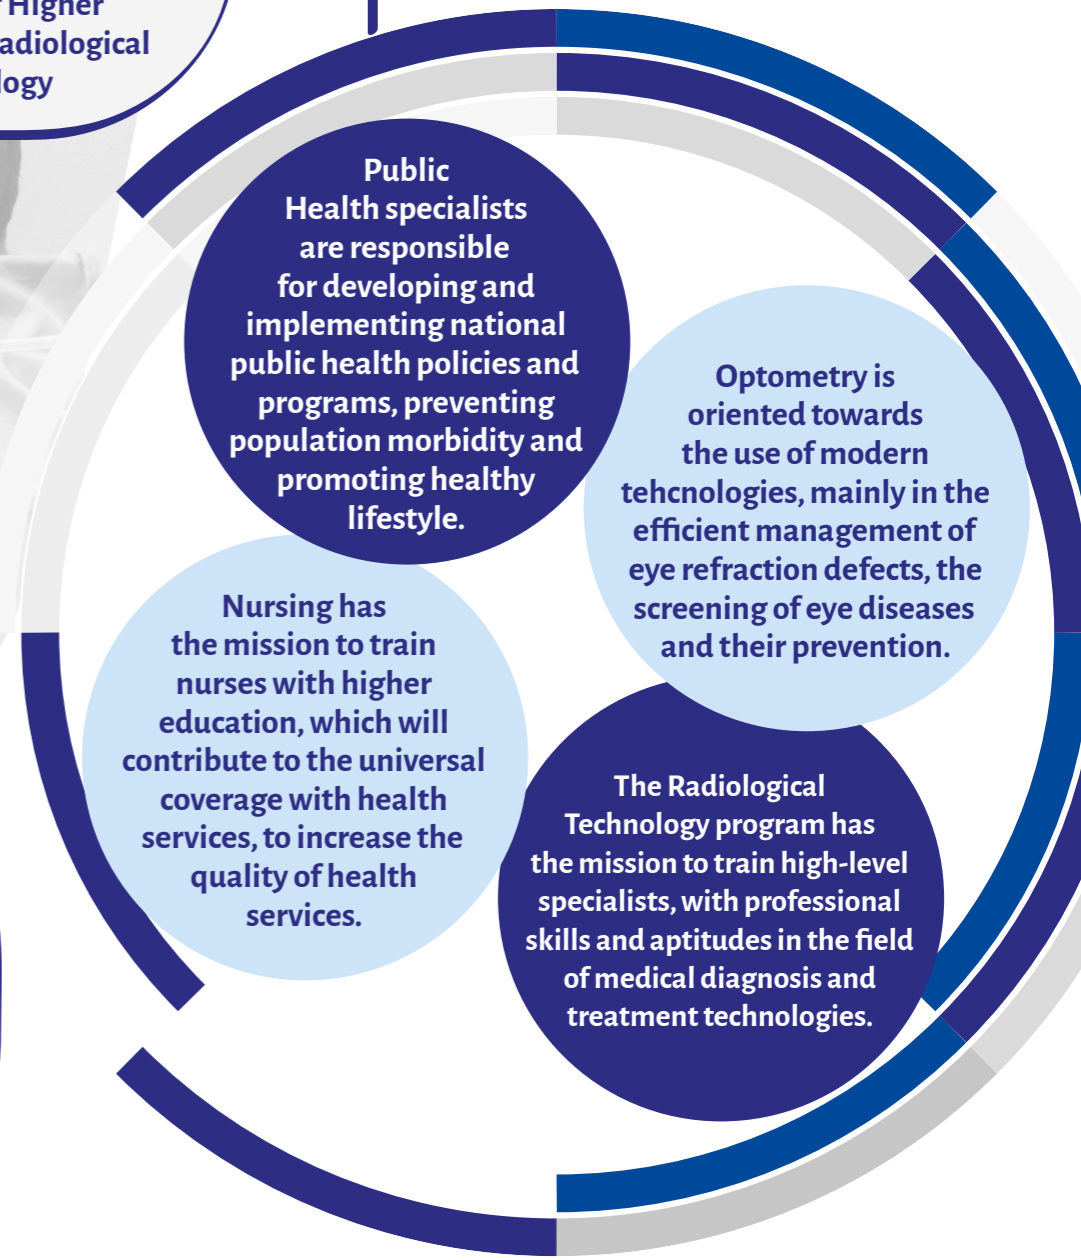 Higher
adiological
logy
Public
Health specialists
are responsible
for developing and
implementing national
public health policies and
programs, preventing
population morbidity and
promoting healthy
lifestyle.
Optometry is
oriented towards
the use of modern
tehcnologies, mainly in the
efficient management of
eye refraction defects, the
screening of eye diseases
and their prevention.
Nursing has
the mission to train
nurses with higher
education, which will
contribute to the universal
coverage with health
services, to increase the
quality of health
services.
The Radiological
Technology program has
the mission to train high-level
specialists, with professional
skills and aptitudes in the field
of medical diagnosis and
treatment technologies.